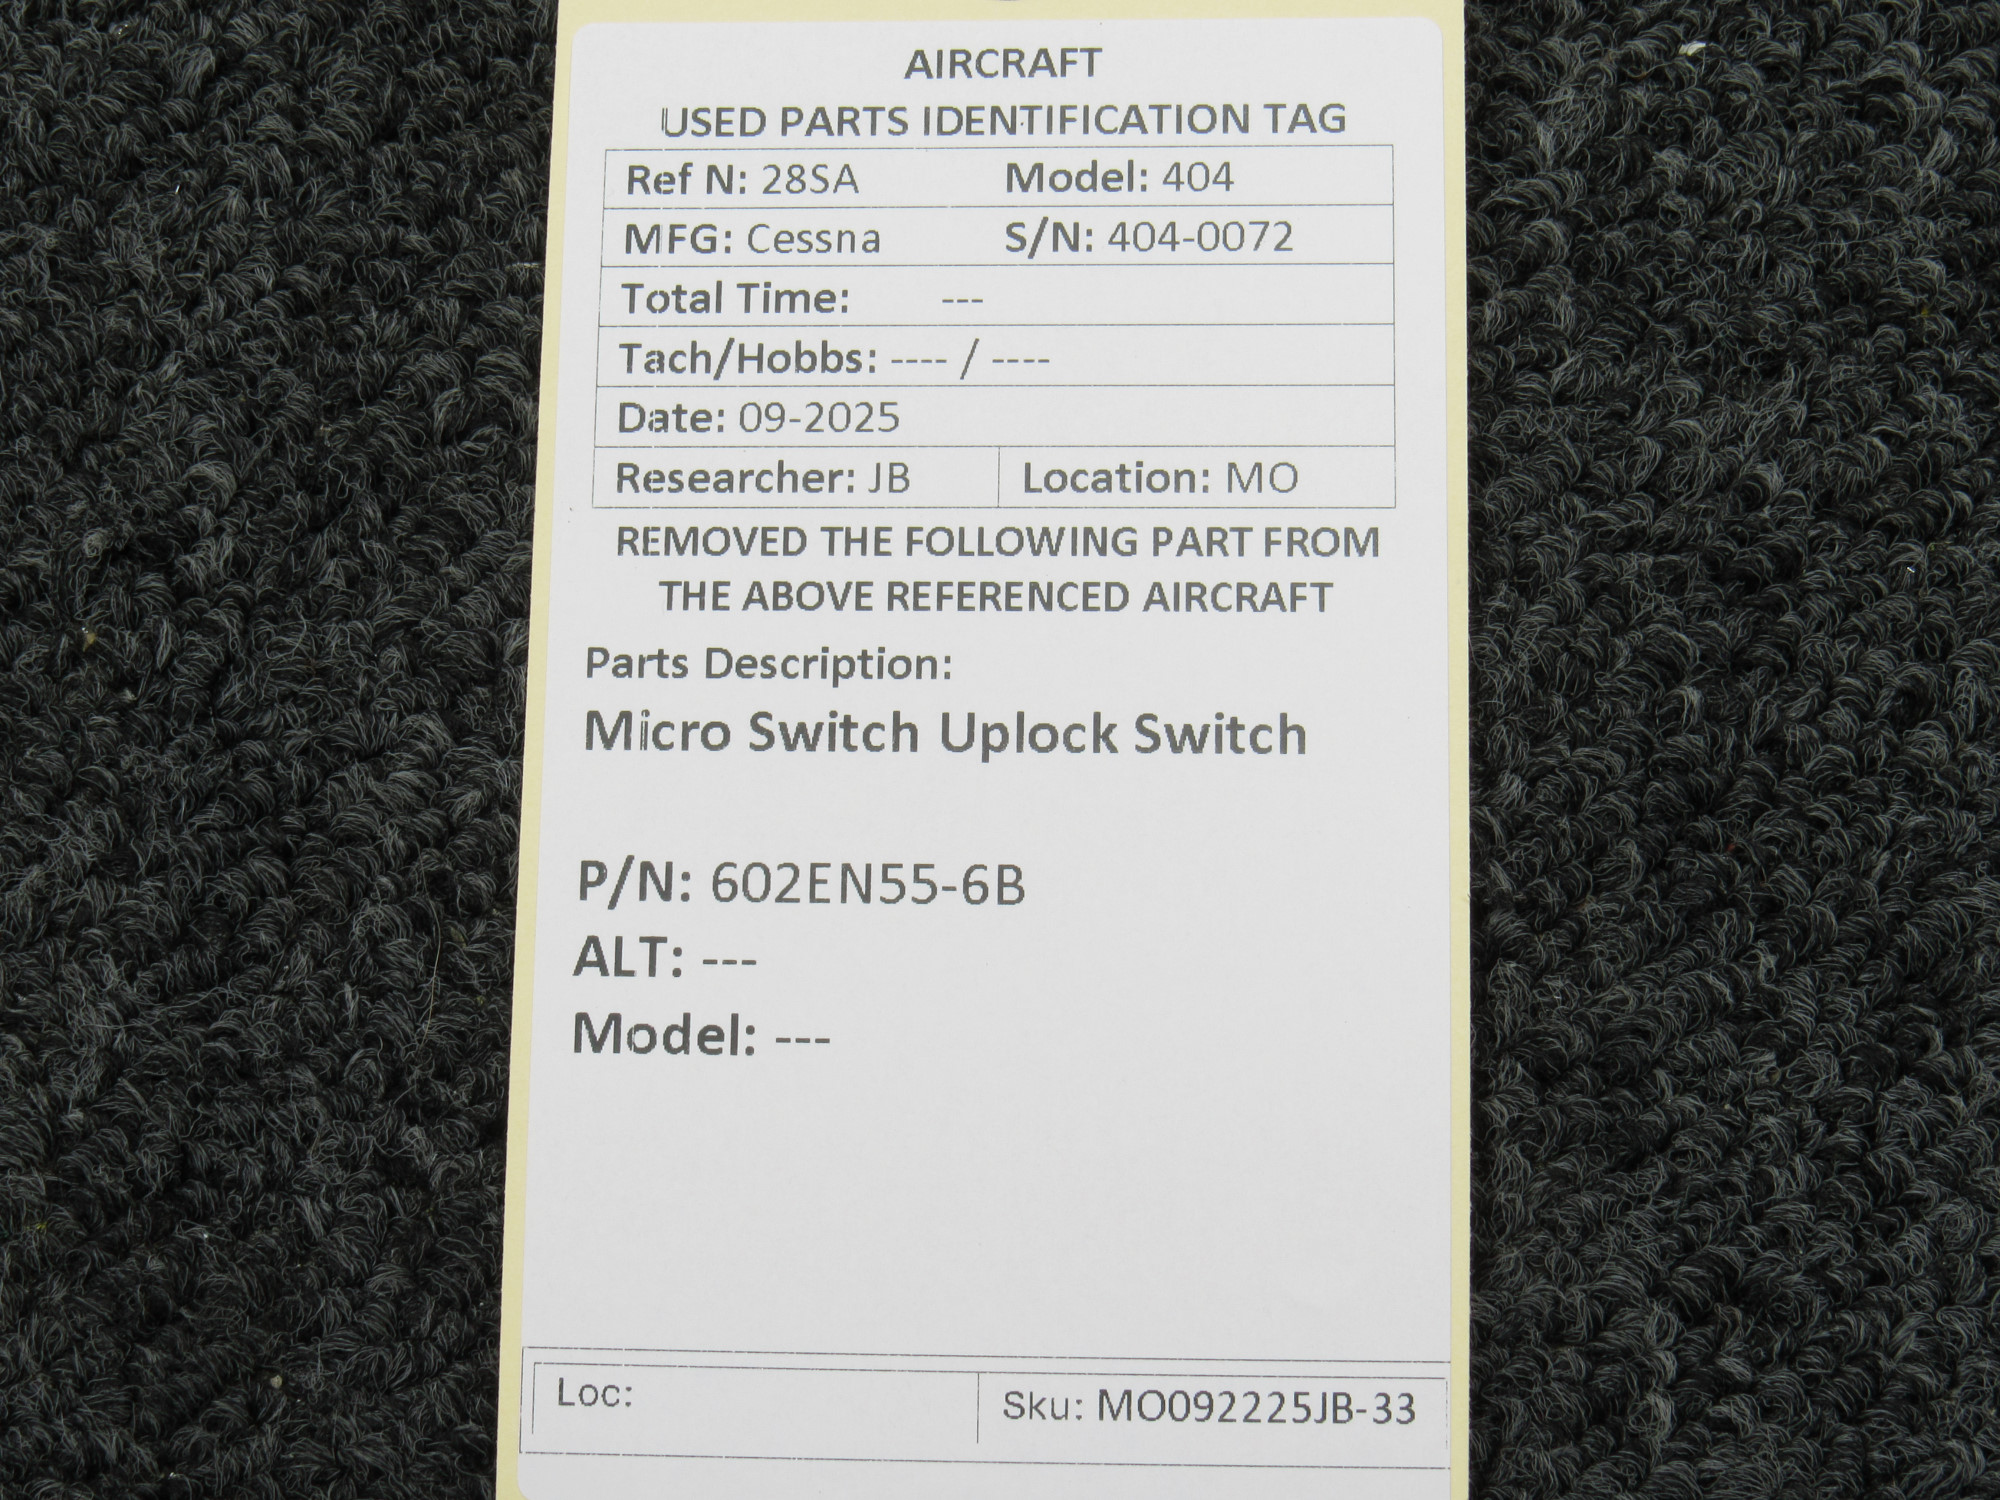 AIRCRAFT
USED PARTS IDENTIFICATION TAG
Ref N: 28SA Model: 404
MFG: Cessna S/N: 404-0072
Total Time: ---
Tach/Hobbs: ---- / ----
Date: 09-2025
Researcher: JB Location: MO
REMOVED THE FOLLOWING PART FROM
THE ABOVE REFERENCED AIRCRAFT
Parts Description:
Micro Switch Uplock Switch
P/N: 602EN55-6B
ALT: ---
Model: ---
Loc: Sku: MO092225JB-33